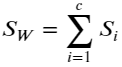 $S_W = \sum_{i=1}^{c} S_i$